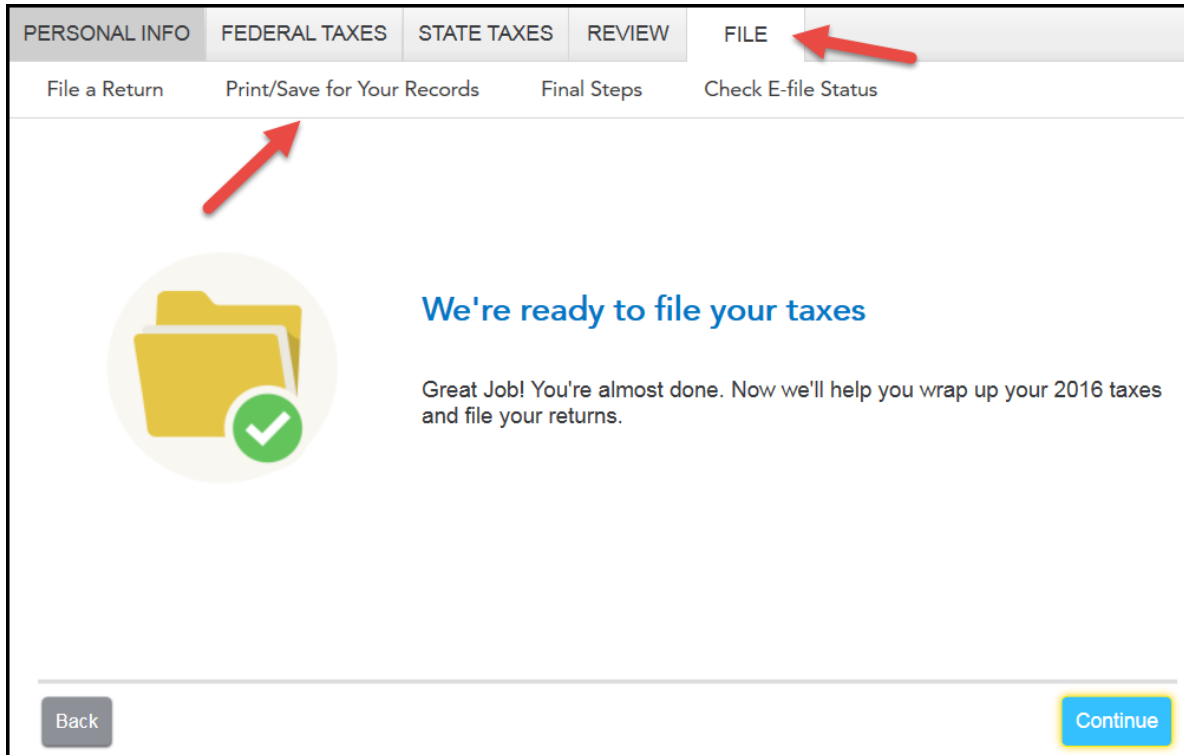 PERSONAL INFO FEDERAL TAXES STATE TAXES REVIEW FILE
File a Return Print/Save for Your Records Final Steps Check E-file Status
We're ready to file your taxes
Great Job! You're almost done. Now we'll help you wrap up your 2016 taxes
and file your returns.
Back Continue